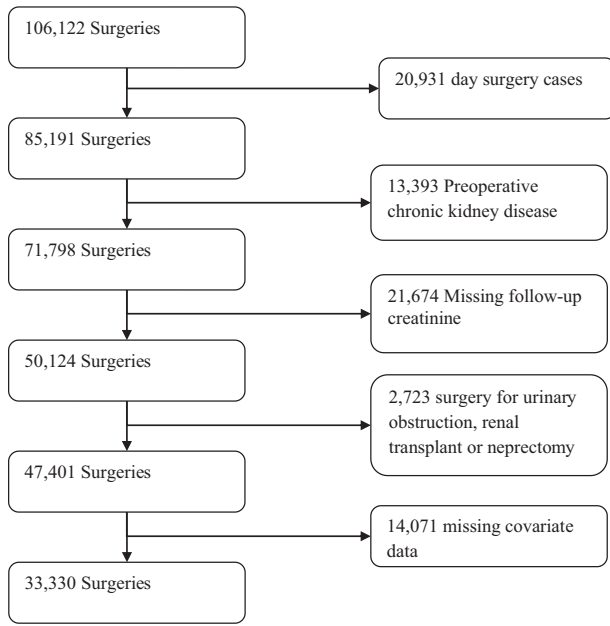 106,122 Surgeries
20,931 day surgery cases
85,191 Surgeries
13,393 Preoperative
chronic kidney disease
71,798 Surgeries
21,674 Missing follow-up
creatinine
50,124 Surgeries
2,723 surgery for urinary
obstruction, renal
transplant or neprectomy
47,401 Surgeries
14,071 missing covariate
data
33,330 Surgeries